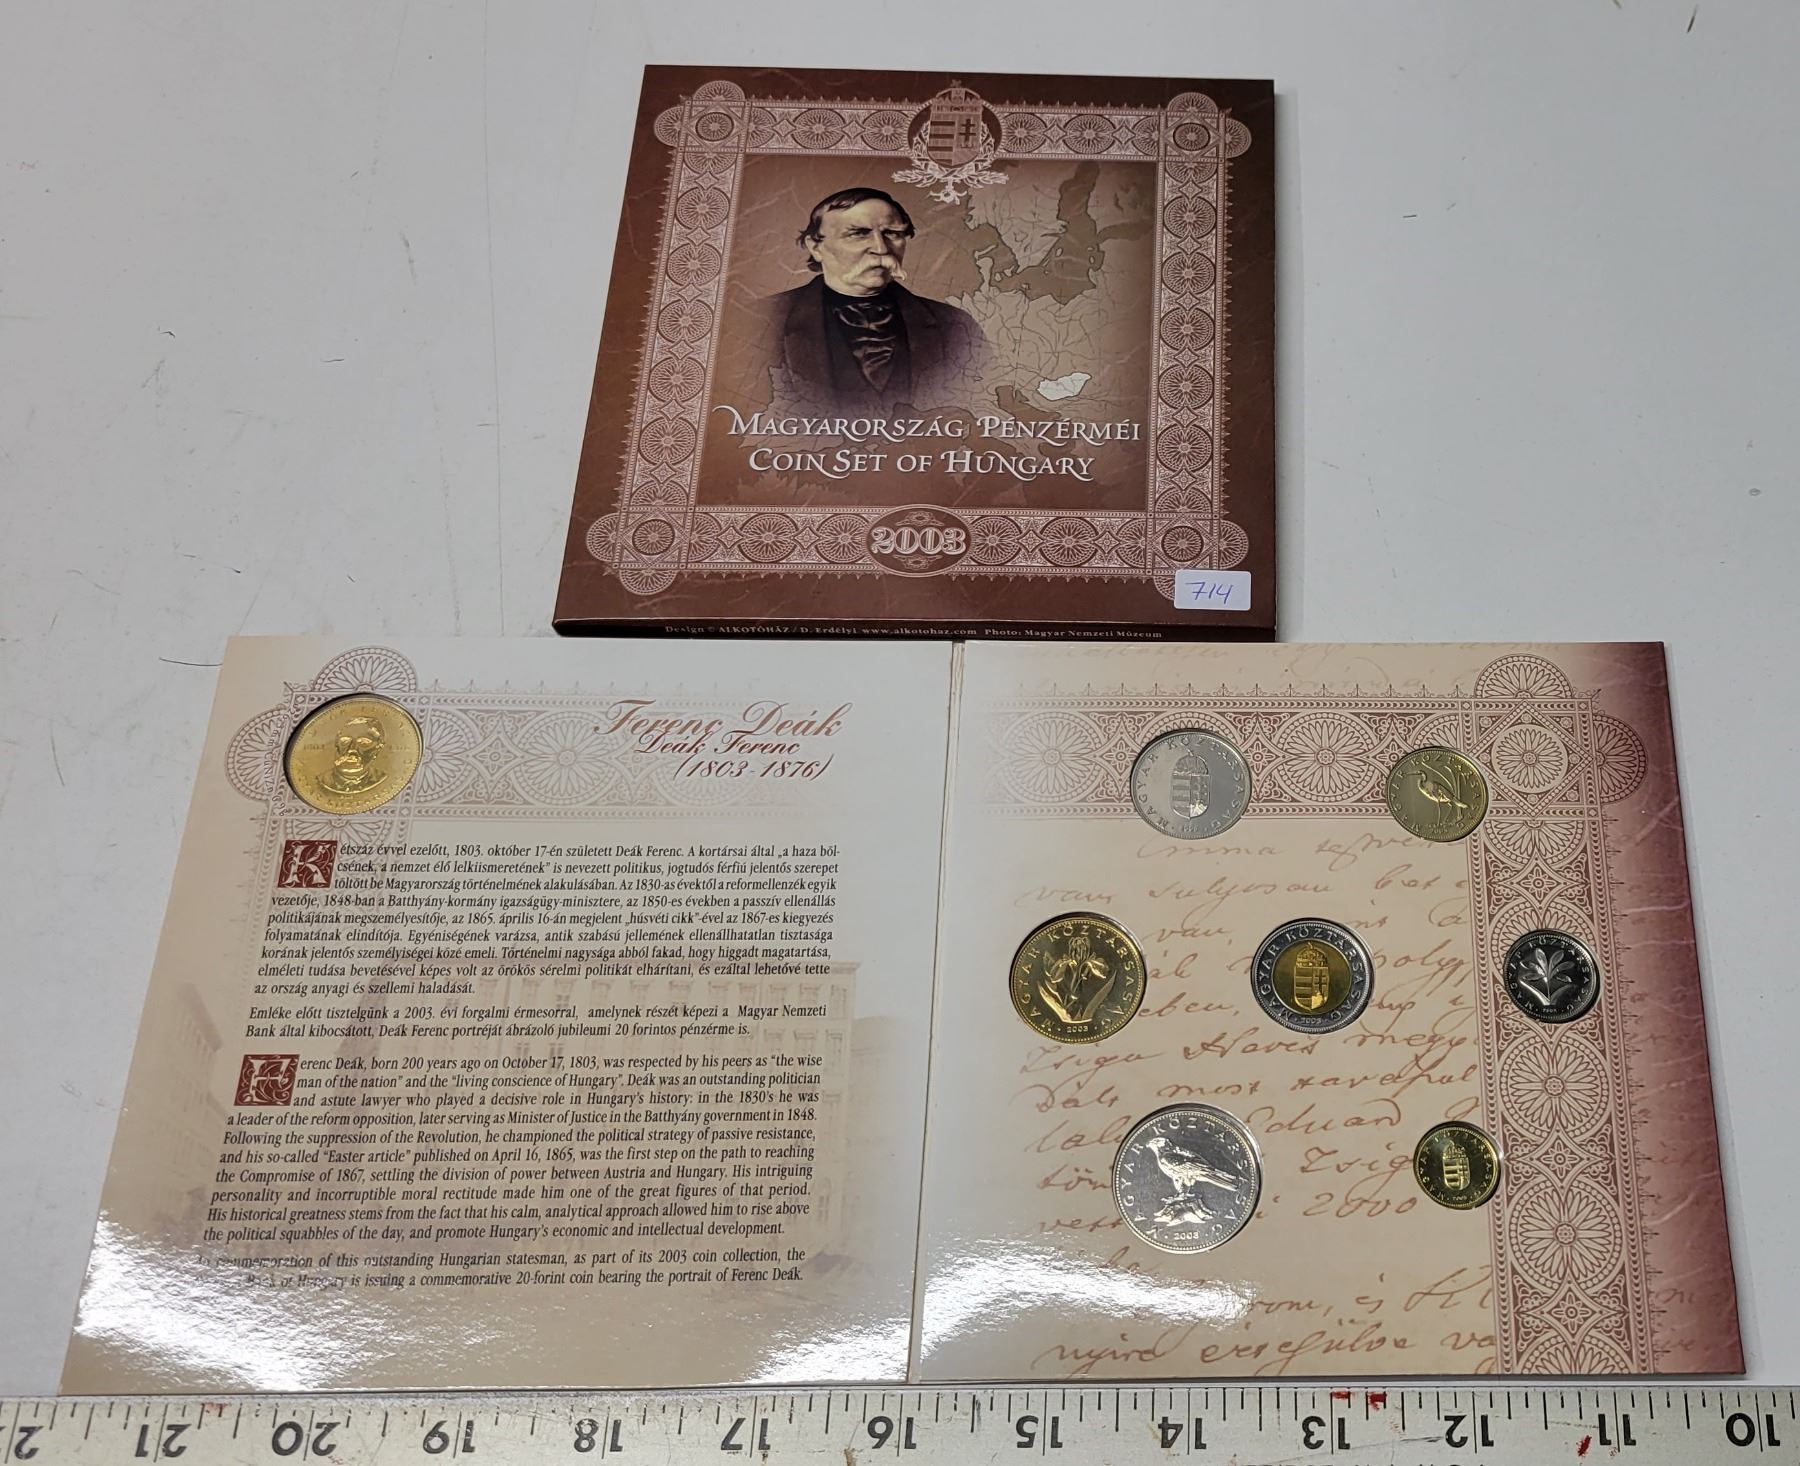 MAGYARORSZÁG PÉNZÉRMÉI
COIN SET OF HUNGARY
2003
714
Design © ALKOTÓHÁZ / D. Erdélyi www.alkotohaz.com Photo: Magyar Nemzeti Múzeum
Ferenc Deák
Deák Ferenc
(1803-1876)
Kétszáz évvel ezelőtt, 1803. október 17-én született Deák Ferenc. A kortársai által „a haza böl-
csének, a nemzet élő lelkiismeretének” is nevezett politikus, jogtudós férfiú jelentős szerepet
töltött be Magyarország történelmének alakulásában. Az 1830-as évektől a reformellenzék egyik
vezetője, 1848-ban a Batthyány-kormány igazságügy-minisztere, az 1850-es években a passzív ellenállás
politikájának megszemélyesítője, az 1865. április 16-án megjelent „húsvéti cikk”-ével az 1867-es kiegyezés
folyamatának elindítója. Egyéniségének varázsa, antik szabású jellemének ellenállhatatlan tisztasága
korának jelentős személyiségei közé emeli. Történelmi nagysága abból fakad, hogy higgadt magatartása,
elméleti tudása bevetésével képes volt az örökös sérelmi politikát elhárítani, és ezáltal lehetővé tette
az ország anyagi és szellemi haladását.
Emléke előtt tisztelgünk a 2003. évi forgalmi érmesorral, amelynek részét képezi a Magyar Nemzeti
Bank által kibocsátott, Deák Ferenc portréját ábrázoló jubileumi 20 forintos pénzérme is.
Ferenc Deák, born 200 years ago on October 17, 1803, was respected by his peers as “the wise
man of the nation” and the “living conscience of Hungary”. Deák was an outstanding politician
and astute lawyer who played a decisive role in Hungary's history: in the 1830's he was
a leader of the reform opposition, later serving as Minister of Justice in the Batthyány government in 1848.
Following the suppression of the Revolution, he championed the political strategy of passive resistance,
and his so-called “Easter article” published on April 16, 1865, was the first step on the path to reaching
the Compromise of 1867, settling the division of power between Austria and Hungary. His intriguing
personality and incorruptible moral rectitude made him one of the great figures of that period.
His historical greatness stems from the fact that his calm, analytical approach allowed him to rise above
the political squabbles of the day, and promote Hungary's economic and intellectual development.
In commemoration of this outstanding Hungarian statesman, as part of its 2003 coin collection, the
Bank of Hungary is issuing a commemorative 20-forint coin bearing the portrait of Ferenc Deák.
MAGYAR KÖZTÁRSASÁG
MAGYAR KÖZTÁRSASÁG 2003
MAGYAR KÖZTÁRSASÁG 2003
MAGYAR KÖZTÁRSASÁG 2003
MAGYAR KÖZTÁRSASÁG
MAGYAR KÖZTÁRSASÁG 2003
MAGYAR KÖZTÁRSASÁG
2000
21 20 19 18 17 16 15 14 13 12 11 10